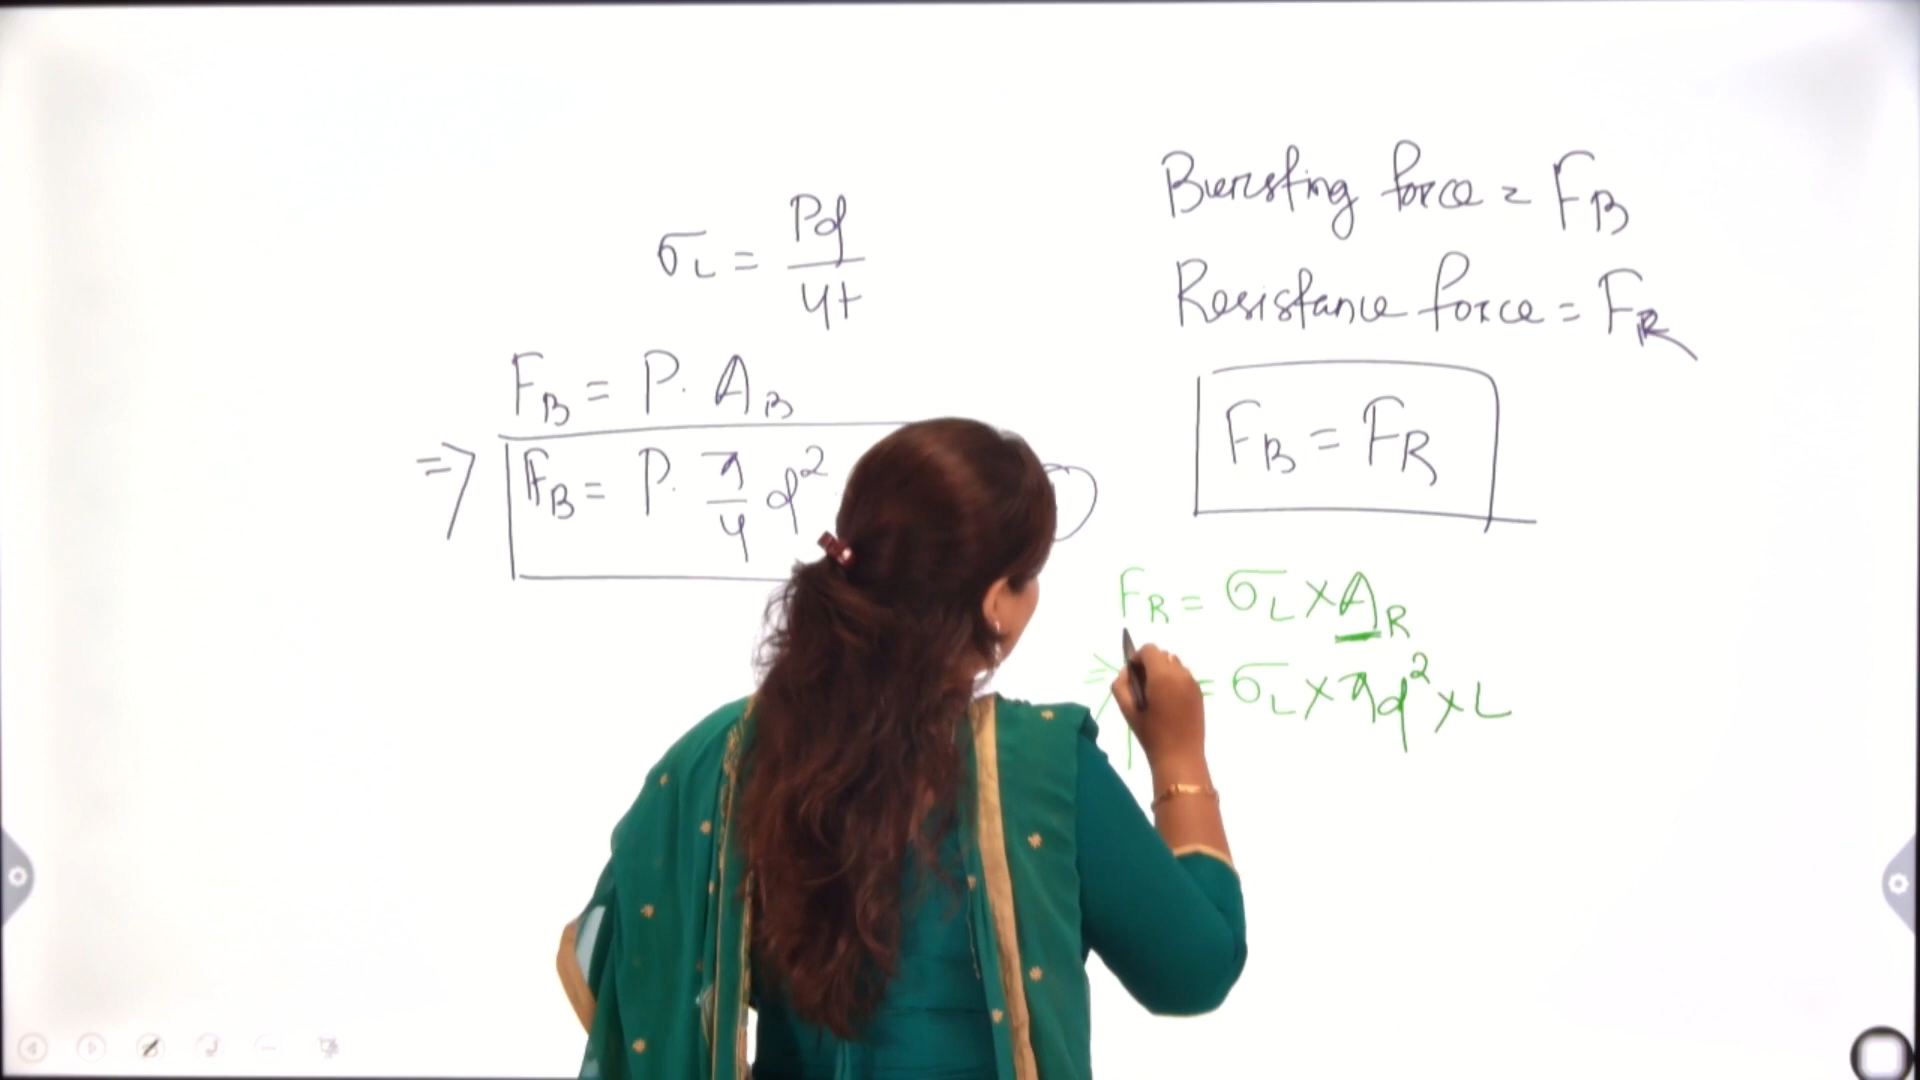 σL = Pd/4t
FB = P. AB
⇒ FB = P. π/4 d²
Bursting force = FB
Resistance force = FR
FB = FR
FR = σL × AR
⇒ = σL × πd² × L